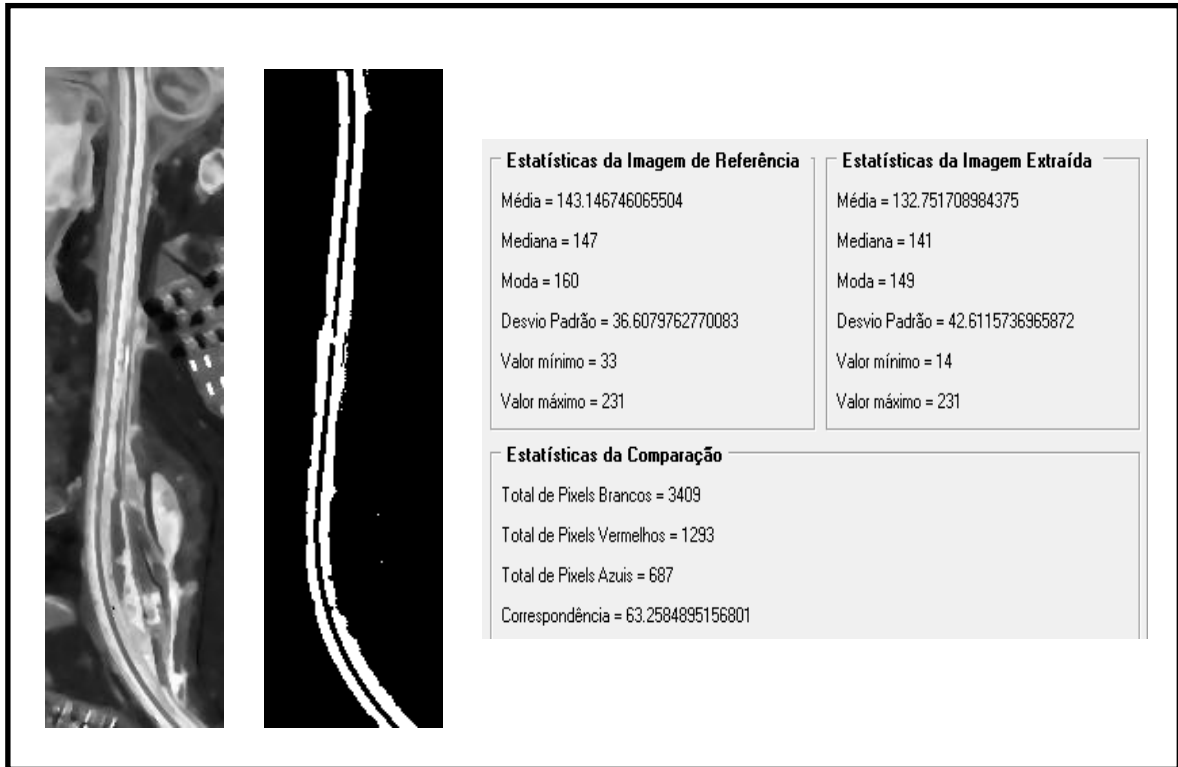 Estatísticas da Imagem de Referência
Média = 143.146746065504
Mediana = 147
Moda = 160
Desvio Padrão = 36.6079762770083
Valor mínimo = 33
Valor máximo = 231
Estatísticas da Imagem Extraída
Média = 132.751708984375
Mediana = 141
Moda = 149
Desvio Padrão = 42.6115736965872
Valor mínimo = 14
Valor máximo = 231
Estatísticas da Comparação
Total de Pixels Brancos = 3409
Total de Pixels Vermelhos = 1293
Total de Pixels Azuis = 687
Correspondência = 63.2584895156801